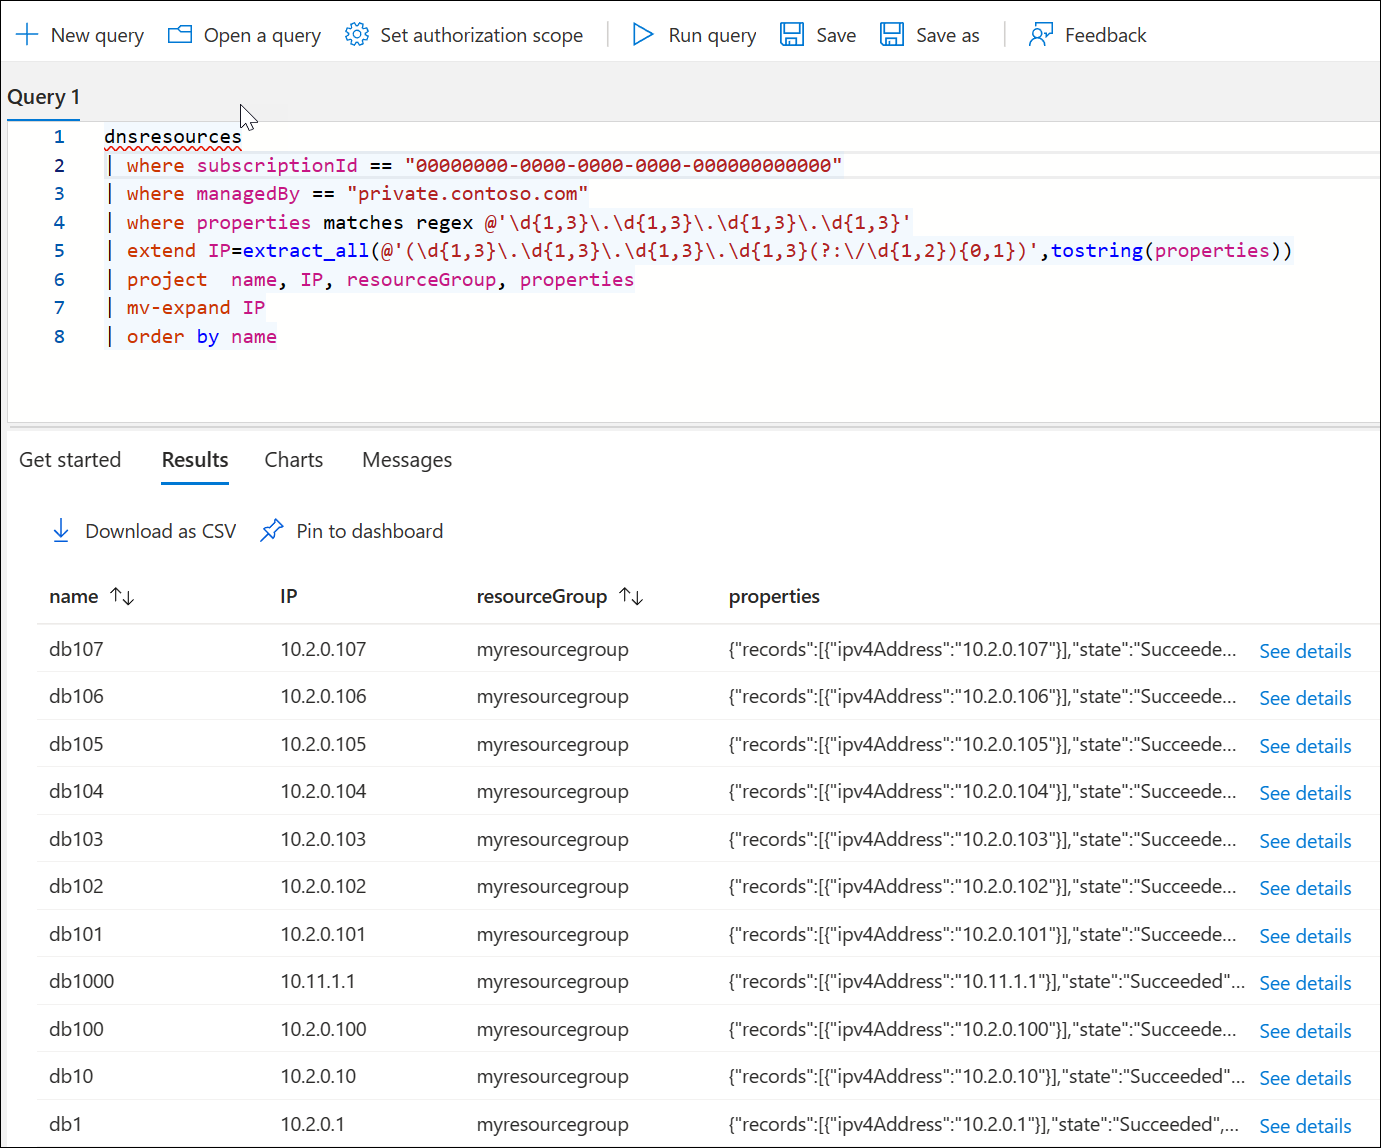 New query Open a query Set authorization scope Run query Save Save as Feedback
Query 1
1 dnsresources
2 | where subscriptionId == "00000000-0000-0000-0000-000000000000"
3 | where managedBy == "private.contoso.com"
4 | where properties matches regex @'\d{1,3}\.\d{1,3}\.\d{1,3}\.\d{1,3}'
5 | extend IP=extract_all(@'(\d{1,3}\.\d{1,3}\.\d{1,3}\.\d{1,3}(?:\/\d{1,2}){0,1})',tostring(properties))
6 | project  name, IP, resourceGroup, properties
7 | mv-expand IP
8 | order by name
Get started Results Charts Messages
Download as CSV Pin to dashboard
name ↑↓ IP resourceGroup ↑↓ properties
db107 10.2.0.107 myresourcegroup {"records":[{"ipv4Address":"10.2.0.107"}],"state":"Succeede... See details
db106 10.2.0.106 myresourcegroup {"records":[{"ipv4Address":"10.2.0.106"}],"state":"Succeede... See details
db105 10.2.0.105 myresourcegroup {"records":[{"ipv4Address":"10.2.0.105"}],"state":"Succeede... See details
db104 10.2.0.104 myresourcegroup {"records":[{"ipv4Address":"10.2.0.104"}],"state":"Succeede... See details
db103 10.2.0.103 myresourcegroup {"records":[{"ipv4Address":"10.2.0.103"}],"state":"Succeede... See details
db102 10.2.0.102 myresourcegroup {"records":[{"ipv4Address":"10.2.0.102"}],"state":"Succeede... See details
db101 10.2.0.101 myresourcegroup {"records":[{"ipv4Address":"10.2.0.101"}],"state":"Succeede... See details
db1000 10.11.1.1 myresourcegroup {"records":[{"ipv4Address":"10.11.1.1"}],"state":"Succeeded"... See details
db100 10.2.0.100 myresourcegroup {"records":[{"ipv4Address":"10.2.0.100"}],"state":"Succeede... See details
db10 10.2.0.10 myresourcegroup {"records":[{"ipv4Address":"10.2.0.10"}],"state":"Succeeded"... See details
db1 10.2.0.1 myresourcegroup {"records":[{"ipv4Address":"10.2.0.1"}],"state":"Succeeded",... See details